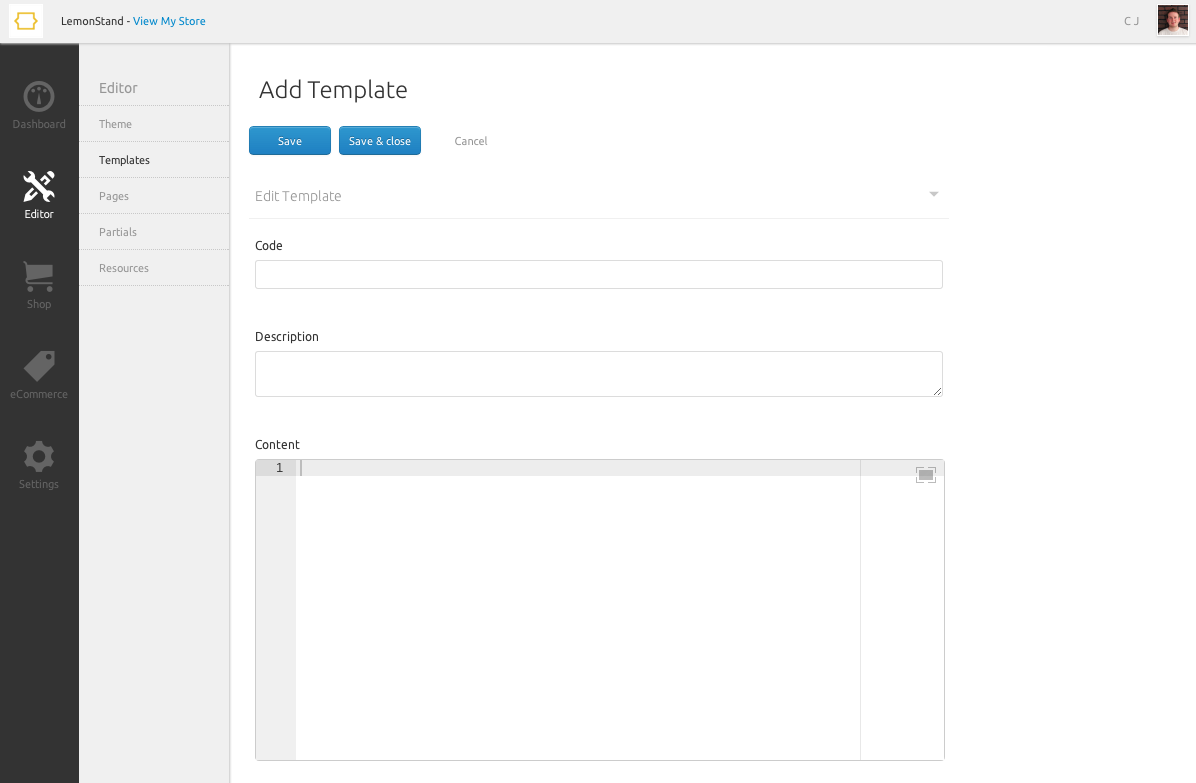 LemonStand - View My Store
C J
Dashboard
Editor
Shop
eCommerce
Settings
Editor
Theme
Templates
Pages
Partials
Resources
Add Template
Save
Save & close
Cancel
Edit Template
Code
Description
Content
1